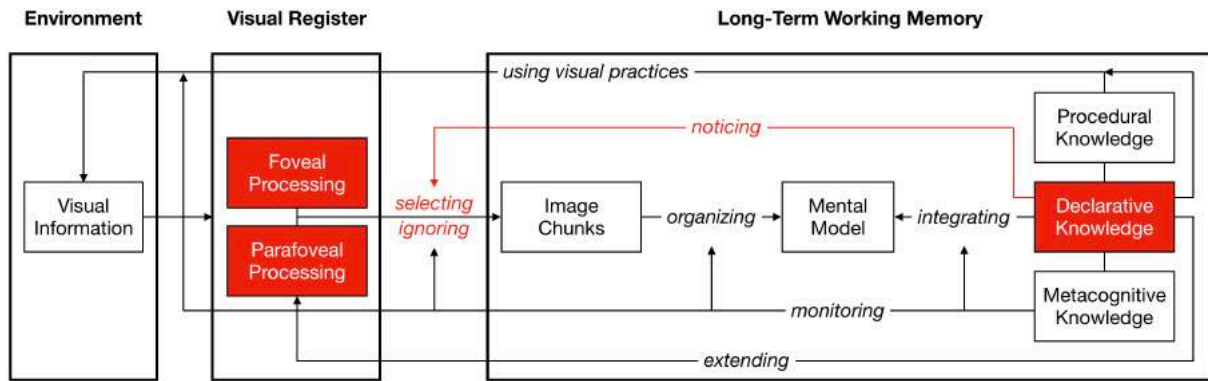 Environment
Visual Register
Long-Term Working Memory
using visual practices
noticing
Procedural
Knowledge
Foveal
Processing
Visual
Information
selecting
ignoring
Image
Chunks
organizing
Mental
Model
integrating
Declarative
Knowledge
Parafoveal
Processing
monitoring
Metacognitive
Knowledge
extending